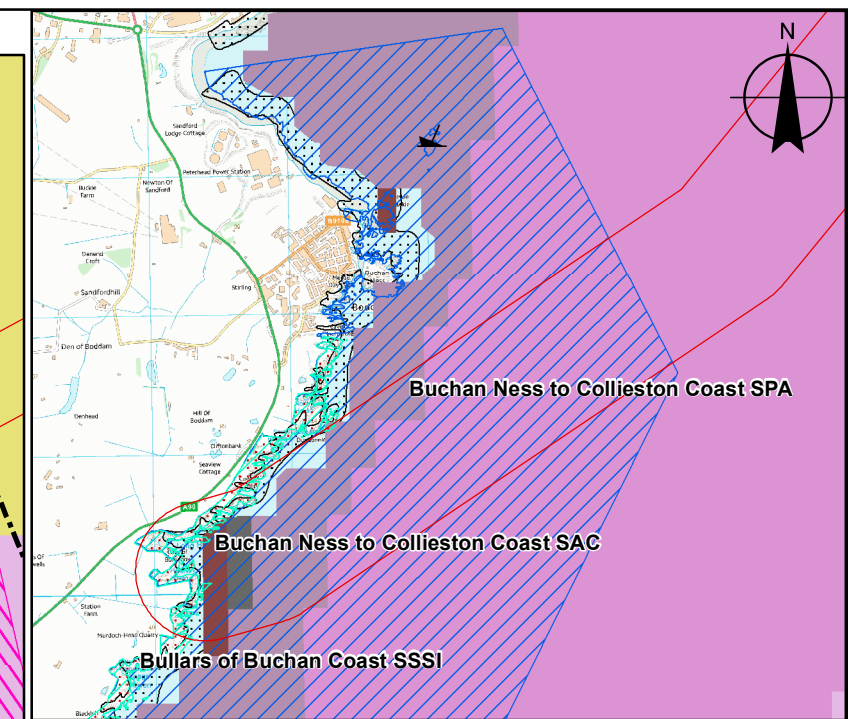 N
Sandford
Lodge Cottage
Peterhead Power Station
Buckie
Farm
Newton Of
Sandford
Denend
Croft
Stirling
Buchan
Ness
Sandfordhill
Den of Boddam
Denhead
Hill Of
Boddam
Cliftonbank
Seaview
Cottage
A90
Station
Farm
Murdoch-Head Quarry
Buchan Ness to Collieston Coast SPA
Buchan Ness to Collieston Coast SAC
Bullars of Buchan Coast SSSI